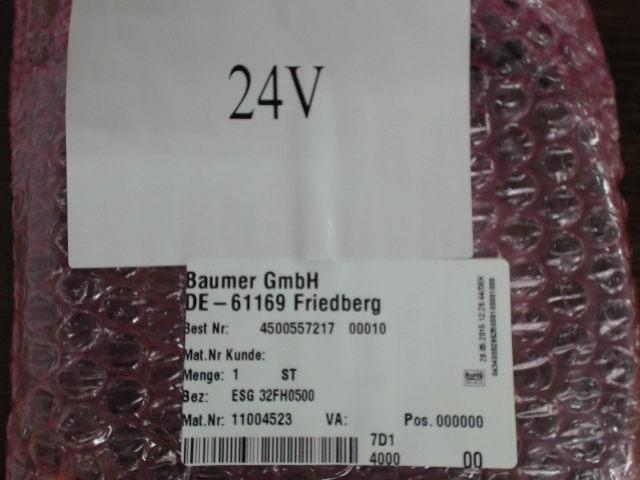 24V
Baumer GmbH
DE-61169 Friedberg
Best Nr: 4500557217 00010
Mat.Nr Kunde:
Menge: 1 ST
Bez: ESG 32FH0500
Mat.Nr: 11004523 VA: Pos. 000000
7D1
4000 00
RoHS